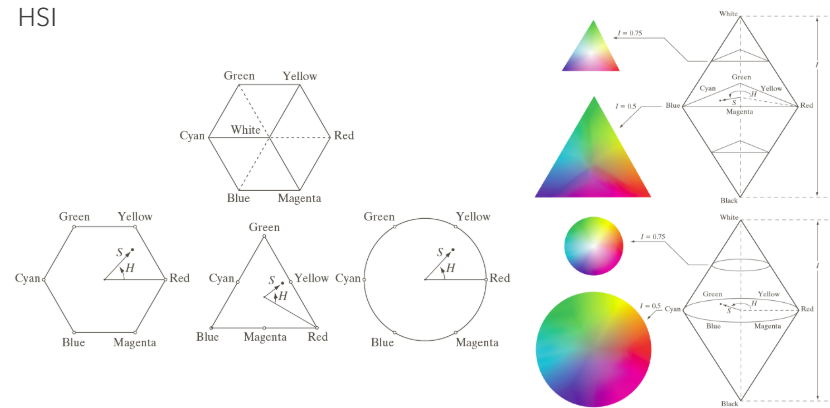 HSI
Green Yellow
Cyan White Red
Blue Magenta
Green Yellow
Cyan S H Red
Blue Magenta
Green
Cyan S Yellow
H
Blue Magenta Red
Green Yellow
Cyan S H Red
Blue Magenta
White
I = 0.75
I
Green
Cyan Yellow
I = 0.5 Blue H S Red
Magenta
Black
White
I = 0.75
I
Green Yellow
I = 0.5 Cyan H S Red
Blue Magenta
Black